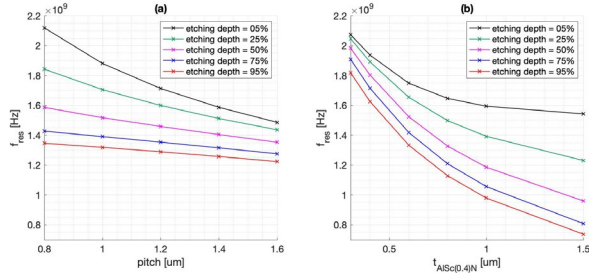 (a)
×10⁹
2.2
2
1.8
1.6
1.4
1.2
1
0.8
f_res [Hz]
etching depth = 05%
etching depth = 25%
etching depth = 50%
etching depth = 75%
etching depth = 95%
0.8
1
1.2
1.4
1.6
pitch [um]
(b)
×10⁹
2.2
2
1.8
1.6
1.4
1.2
1
0.8
f_res [Hz]
etching depth = 05%
etching depth = 25%
etching depth = 50%
etching depth = 75%
etching depth = 95%
0.5
1
1.5
t_AlSc(0.4)N [um]